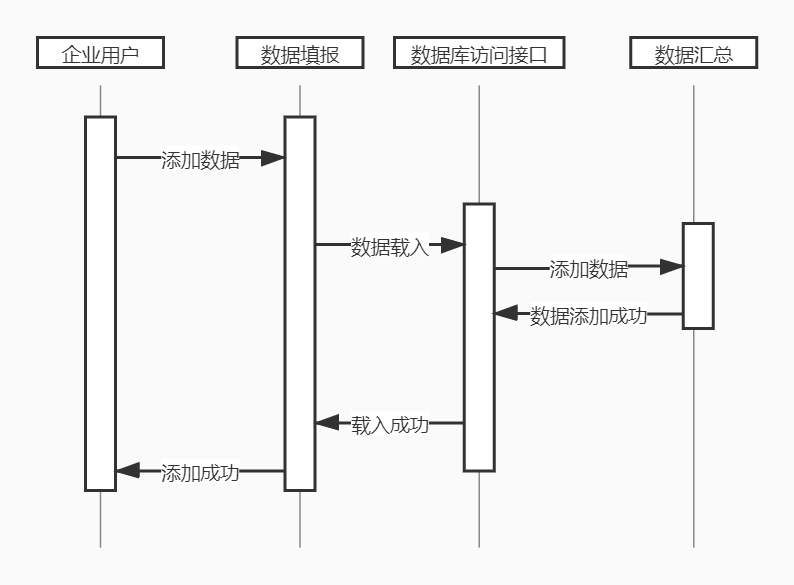 企业用户
数据填报
数据库访问接口
数据汇总
添加数据
数据载入
添加数据
数据添加成功
载入成功
添加成功